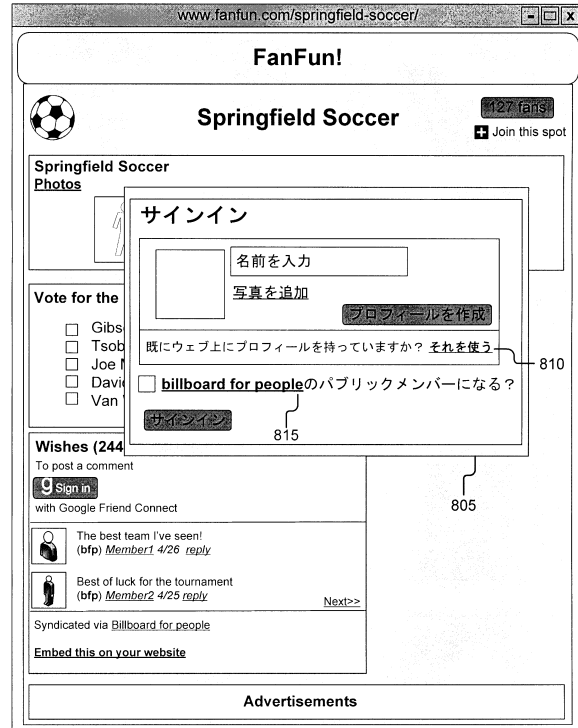 www.fanfun.com/springfield-soccer/
FanFun!
Springfield Soccer
127 fans
Join this spot
Springfield Soccer
Photos
サインイン
名前を入力
写真を追加
プロフィールを作成
既にウェブ上にプロフィールを持っていますか？ それを使う
810
billboard for peopleのパブリックメンバーになる？
サインイン
815
805
Vote for the
Gibs
Tsob
Joe
Davi
Van
Wishes (244
To post a comment
g Sign in
with Google Friend Connect
The best team I've seen!
(bfp) Member1 4/26 reply
Best of luck for the tournament
(bfp) Member2 4/25 reply
Next>>
Syndicated via Billboard for people
Embed this on your website
Advertisements